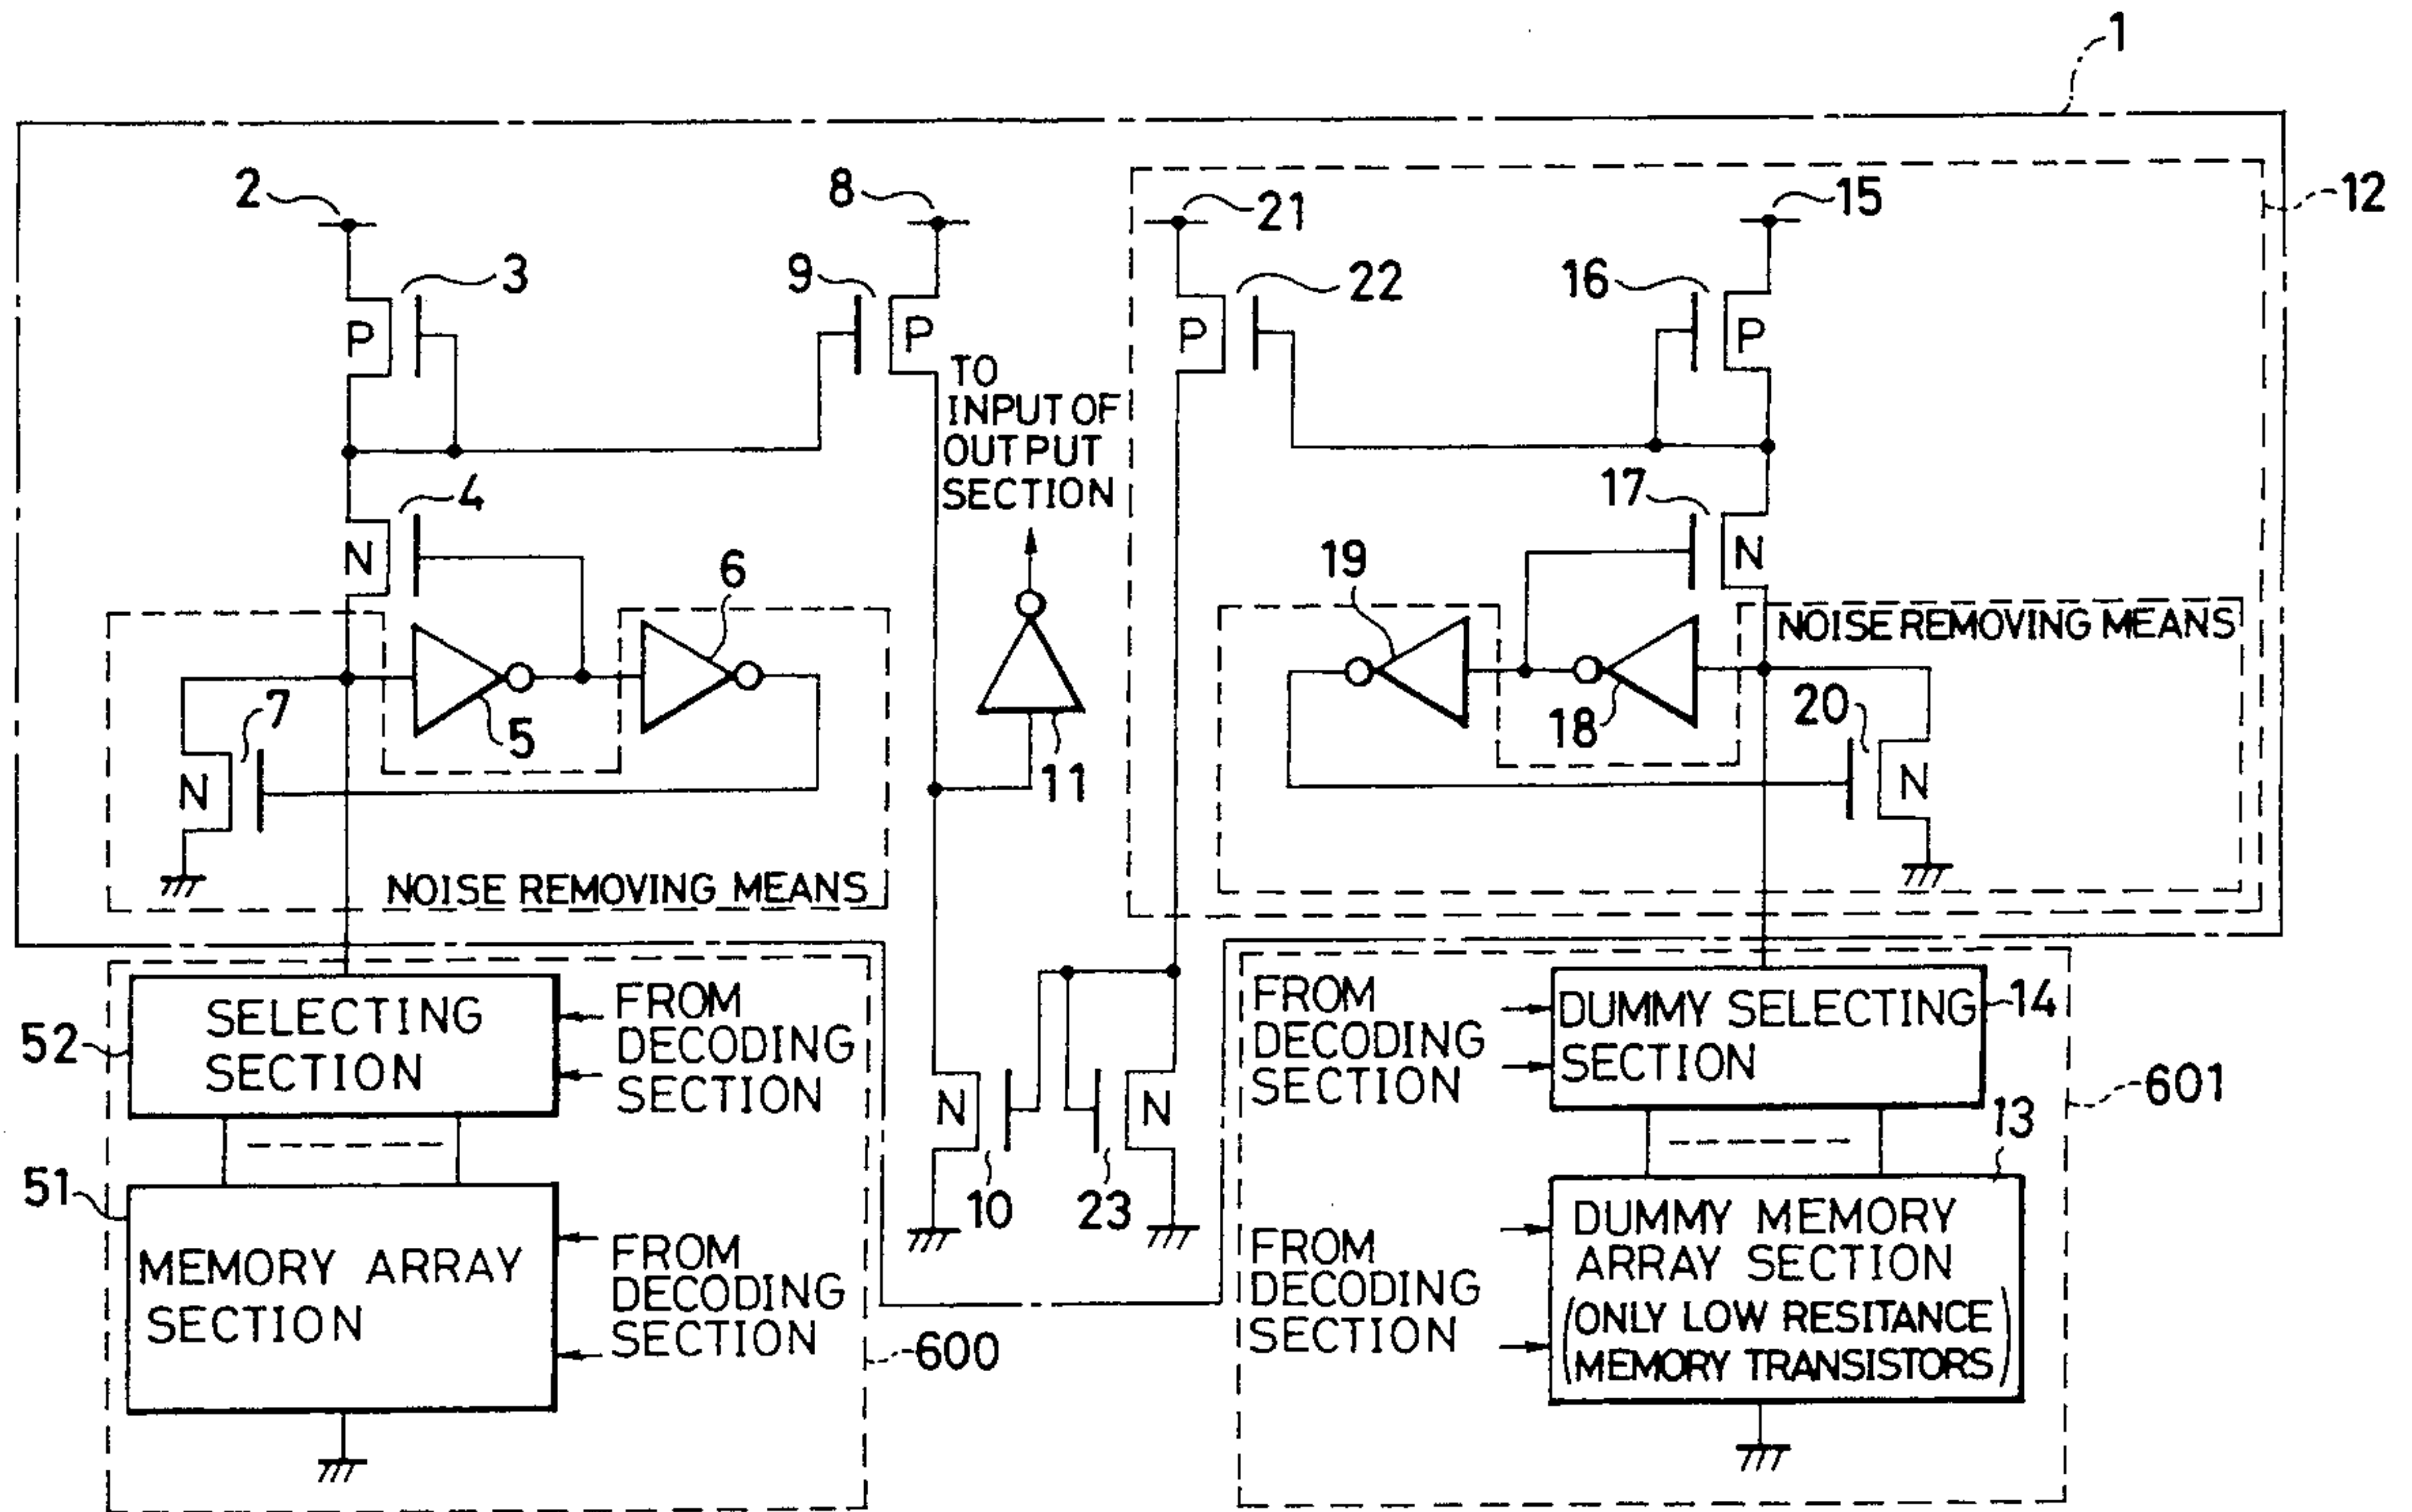 1
2
8
21
15
12
3
9
22
16
P
P
P
P
TO
INPUT OF
OUTPUT
SECTION
4
17
N
N
6
19
NOISE REMOVING MEANS
7
5
18
20
11
N
N
NOISE REMOVING MEANS
52
SELECTING
SECTION
FROM
DECODING
SECTION
FROM
DECODING
SECTION
DUMMY SELECTING
SECTION
14
601
N
N
10
23
13
51
MEMORY ARRAY
SECTION
FROM
DECODING
SECTION
600
FROM
DECODING
SECTION
DUMMY MEMORY
ARRAY SECTION
(ONLY LOW RESITANCE
MEMORY TRANSISTORS)